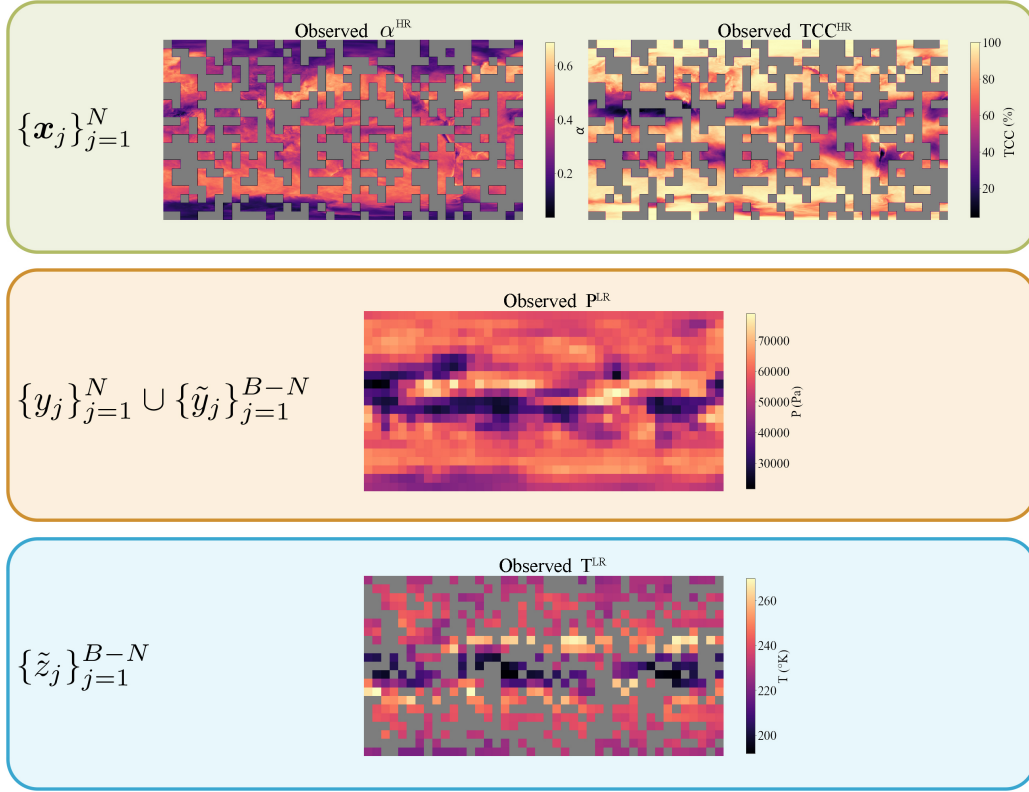 Observed α^HR
Observed TCC^HR
{x_j}_{j=1}^N
0.6
0.4
0.2
α
100
80
60
40
20
TCC (%)
Observed P^LR
{y_j}_{j=1}^N ∪ {ỹ_j}_{j=1}^{B−N}
70000
60000
50000
40000
30000
P (Pa)
Observed T^LR
{z̃_j}_{j=1}^{B−N}
260
240
220
200
T (°K)